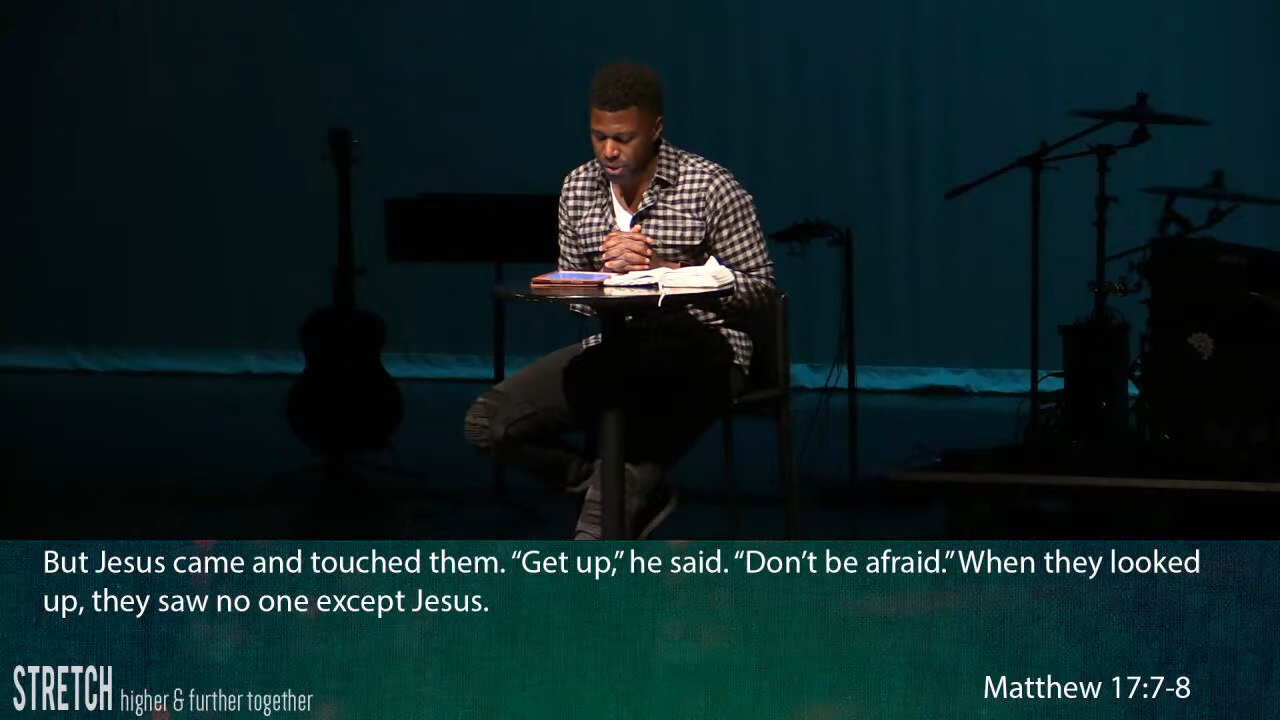 But Jesus came and touched them. “Get up,” he said. “Don’t be afraid.” When they looked
up, they saw no one except Jesus.
STRETCH higher & further together
Matthew 17:7-8